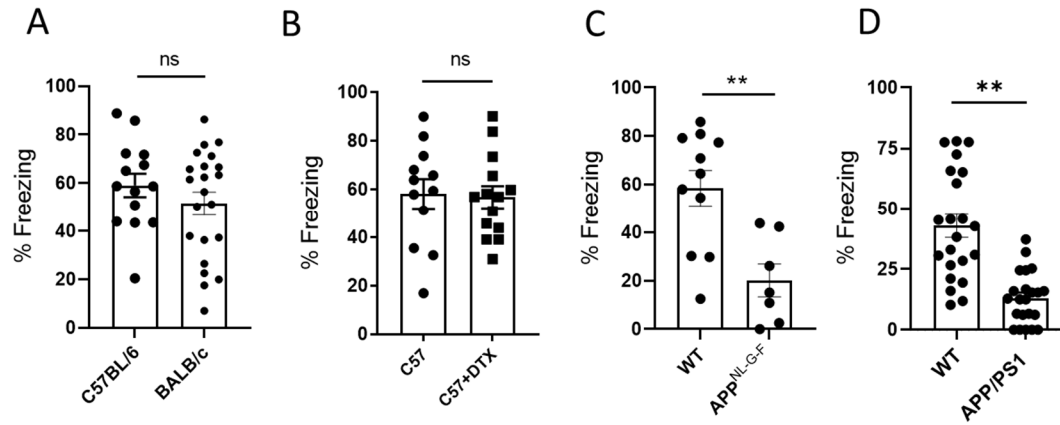 A
ns
% Freezing
100
80
60
40
20
0
C57BL/6
BALB/c
B
ns
% Freezing
100
80
60
40
20
0
C57
C57+DTX
C
**
% Freezing
100
80
60
40
20
0
WT
APP^NL-G-F
D
**
% Freezing
100
75
50
25
0
WT
APP/PS1